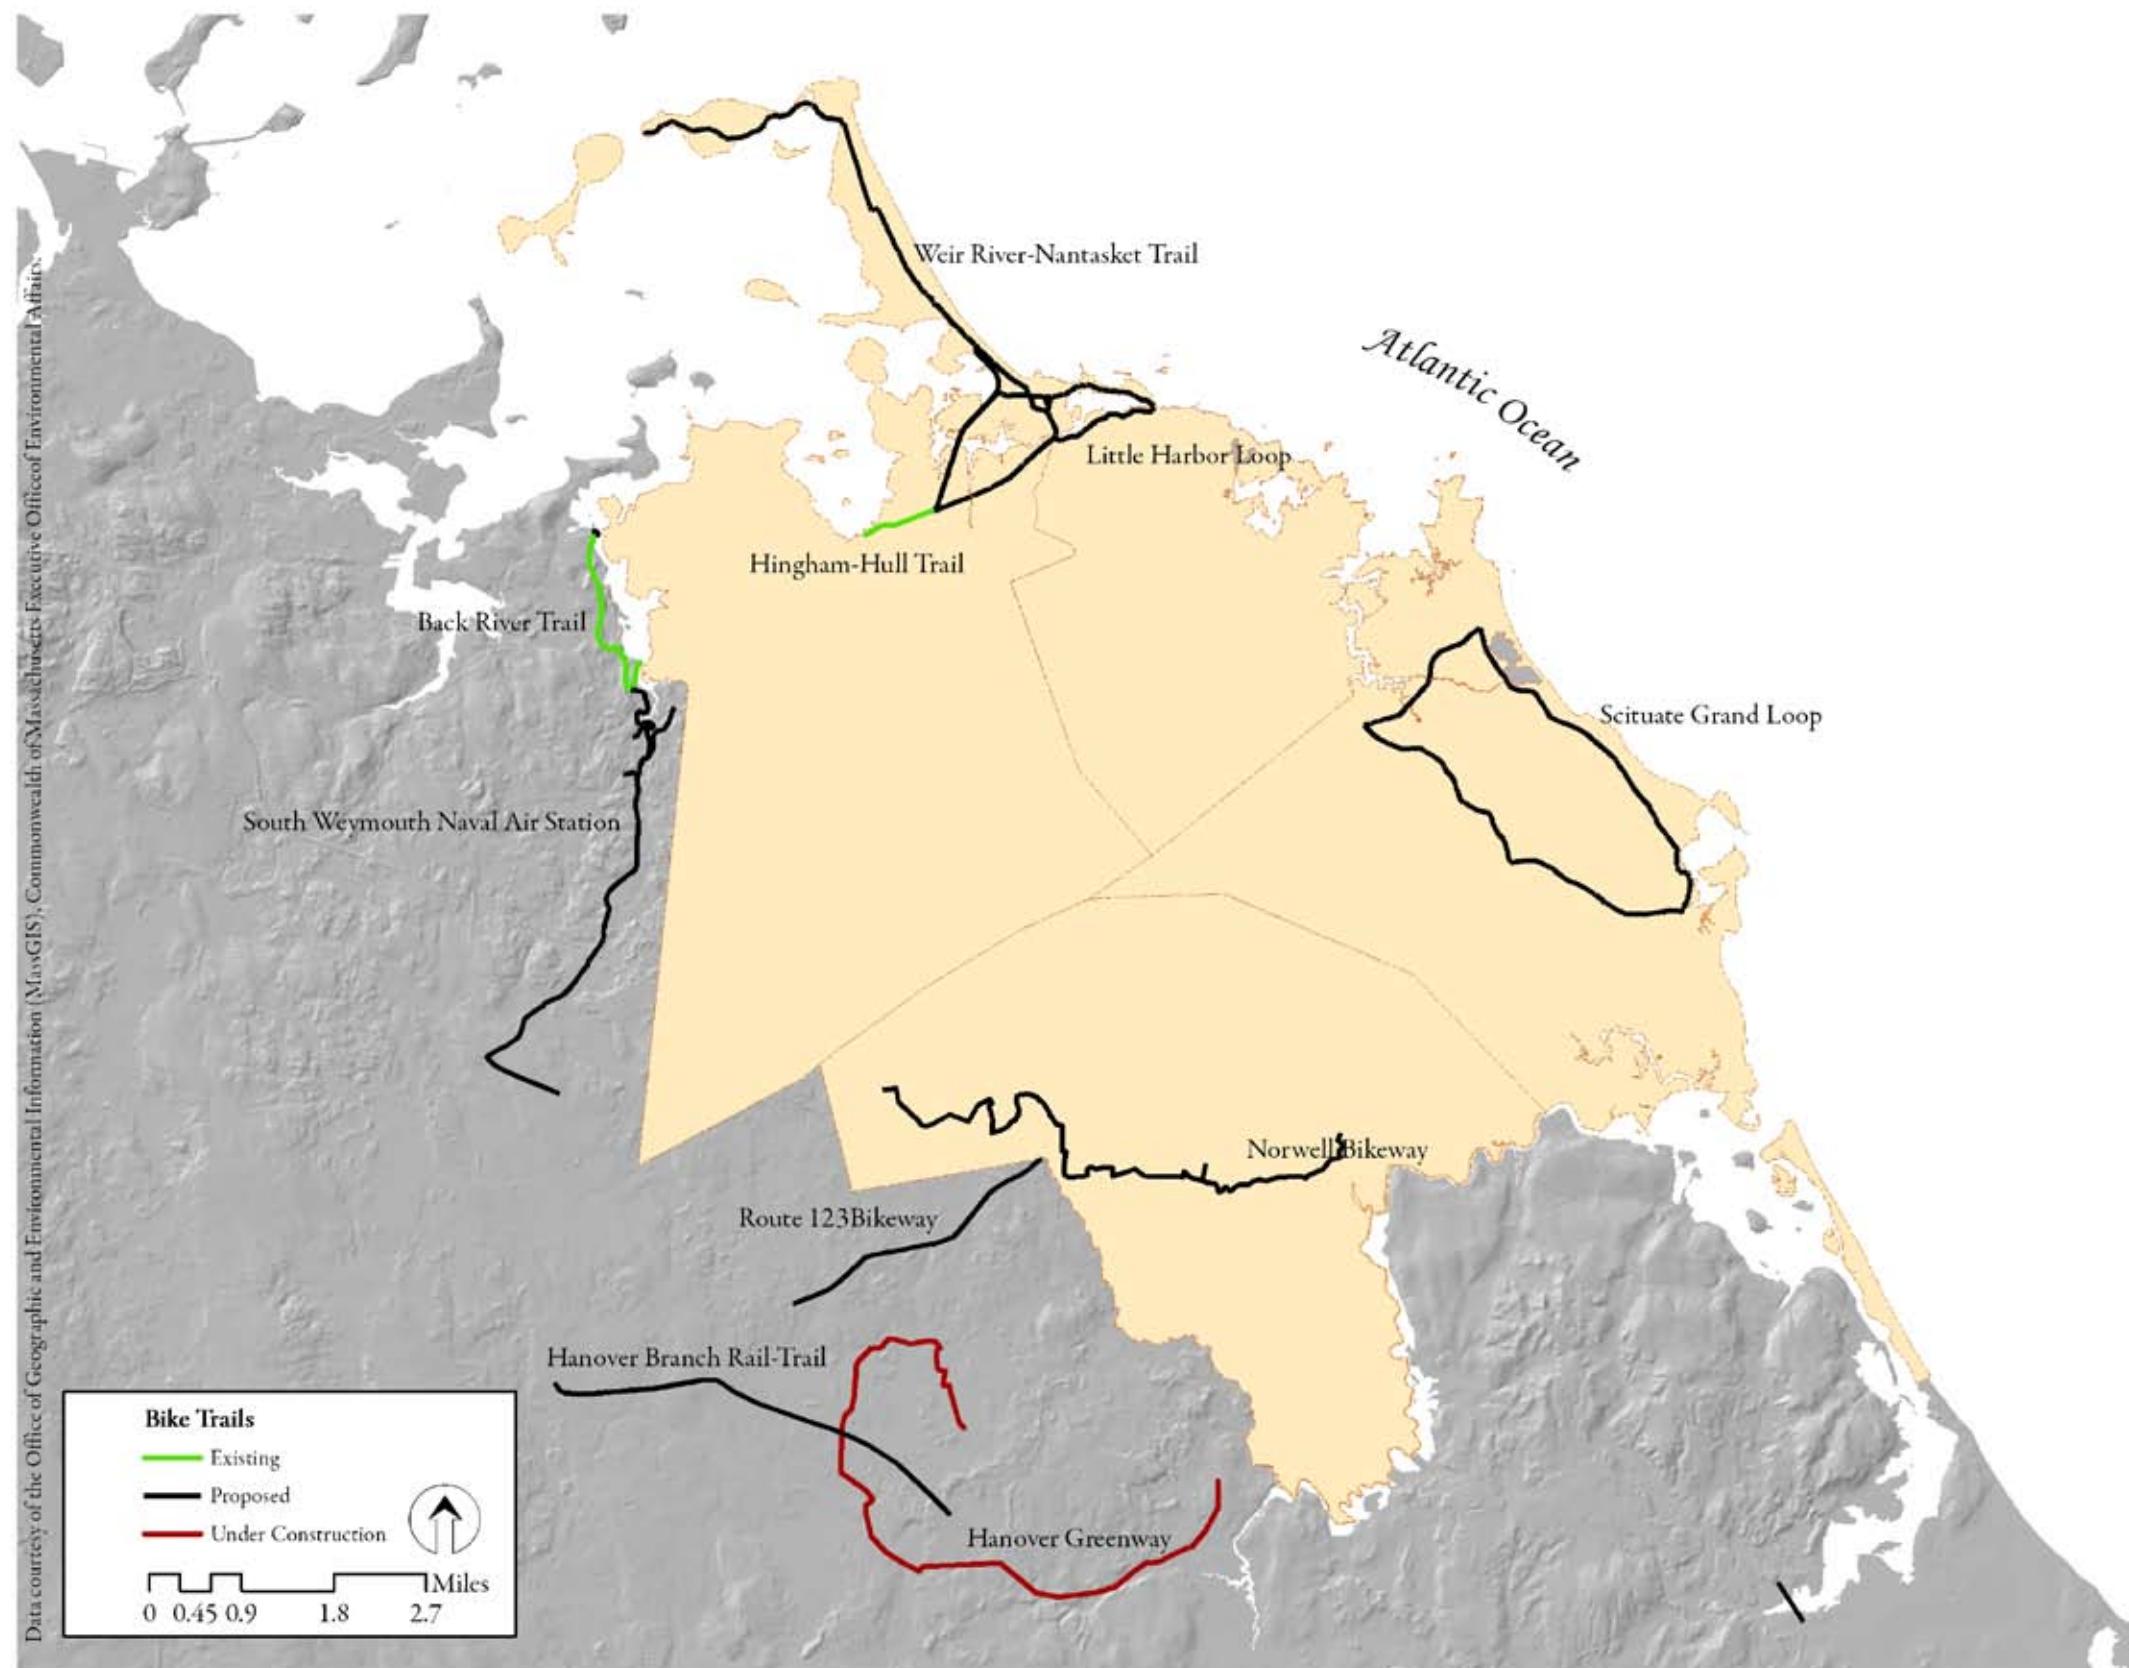 Weir River-Nantasket Trail
Atlantic Ocean
Little Harbor Loop
Hingham-Hull Trail
Back River Trail
Scituate Grand Loop
South Weymouth Naval Air Station
Norwell Bikeway
Route 123Bikeway
Hanover Branch Rail-Trail
Hanover Greenway
Bike Trails
Existing
Proposed
Under Construction
Miles
0 0.45 0.9 1.8 2.7
Data courtesy of the Office of Geographic and Environmental Information (MassGIS), Commonwealth of Massachusetts Executive Office of Environmental Affairs.